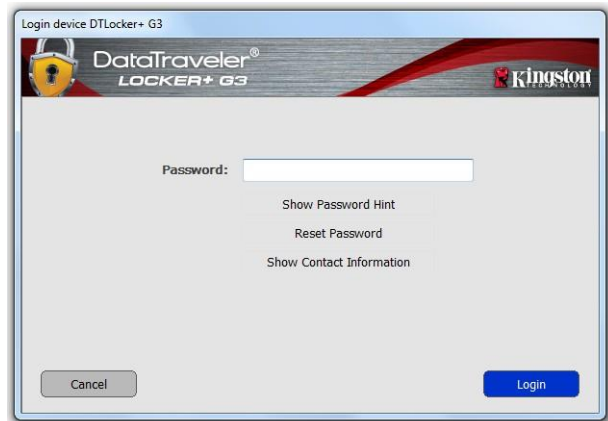 Login device DTLocker+ G3
DataTraveler®
LOCKER+ G3
Kingston
TECHNOLOGY
Password:
Show Password Hint
Reset Password
Show Contact Information
Cancel
Login